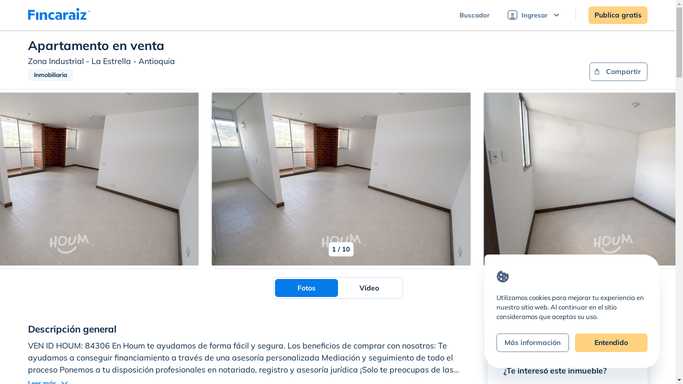 Fincaraiz
Buscador
Ingresar
Publica gratis
Apartamento en venta
Zona Industrial - La Estrella - Antioquia
Inmobiliaria
Compartir
HOUM
HOUM
HOUM
1 / 10
Fotos
Video
Utilizamos cookies para mejorar tu experiencia en
nuestro sitio web. Al continuar en el sitio
consideramos que aceptas su uso.
Más información
Entendido
Descripción general
VEN ID HOUM: 84306 En Houm te ayudamos de forma fácil y segura. Los beneficios de comprar con nosotros: Te
ayudamos a conseguir financiamiento a través de una asesoría personalizada Mediación y seguimiento de todo el
proceso Ponemos a tu disposición profesionales en notariado, registro y asesoría jurídica ¡Solo te preocupas de las...
Leer más
¿Te interesó este inmueble?